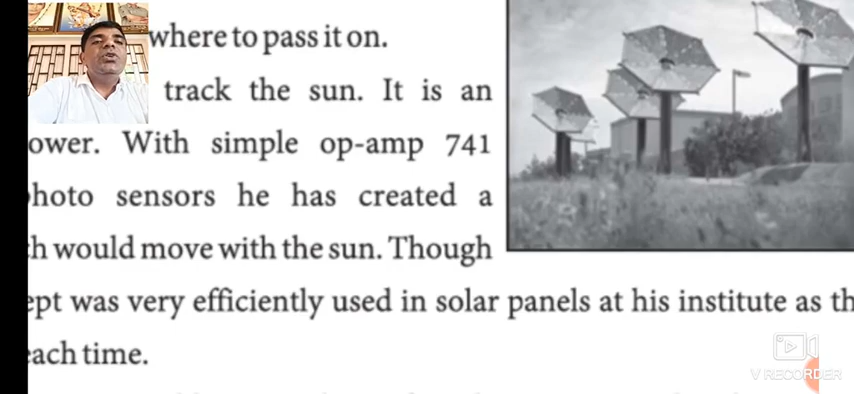 where to pass it on.
track the sun. It is an
ower. With simple op-amp 741
hoto sensors he has created a
h would move with the sun. Though
ept was very efficiently used in solar panels at his institute as th
each time.
V RECORDER